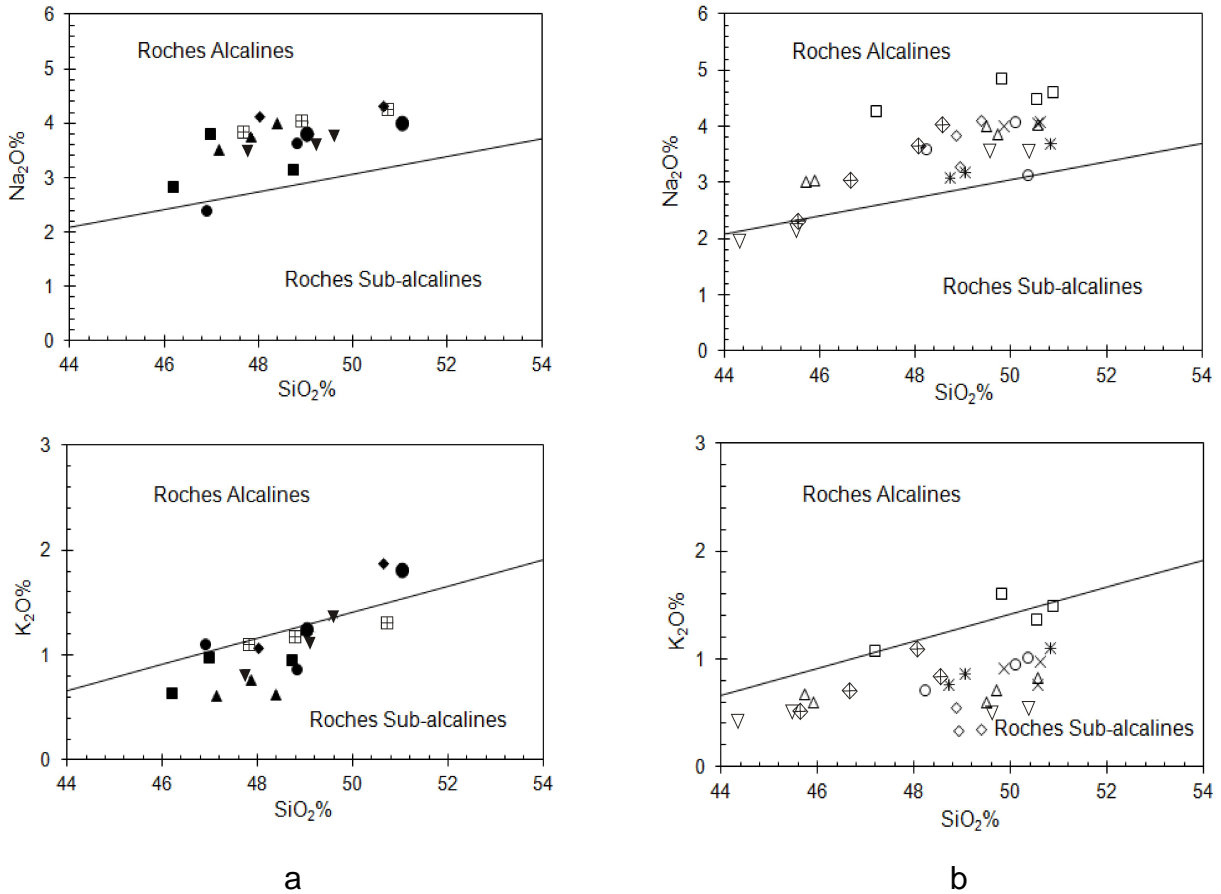 6
5
4
3
2
1
0
Na₂O%
Roches Alcalines
Roches Sub-alcalines
44 46 48 50 52 54
SiO₂%
6
5
4
3
2
1
0
Na₂O%
Roches Alcalines
Roches Sub-alcalines
44 46 48 50 52 54
SiO₂%
3
2
1
0
K₂O%
Roches Alcalines
Roches Sub-alcalines
44 46 48 50 52 54
SiO₂%
3
2
1
0
K₂O%
Roches Alcalines
Roches Sub-alcalines
44 46 48 50 52 54
SiO₂%
a
b